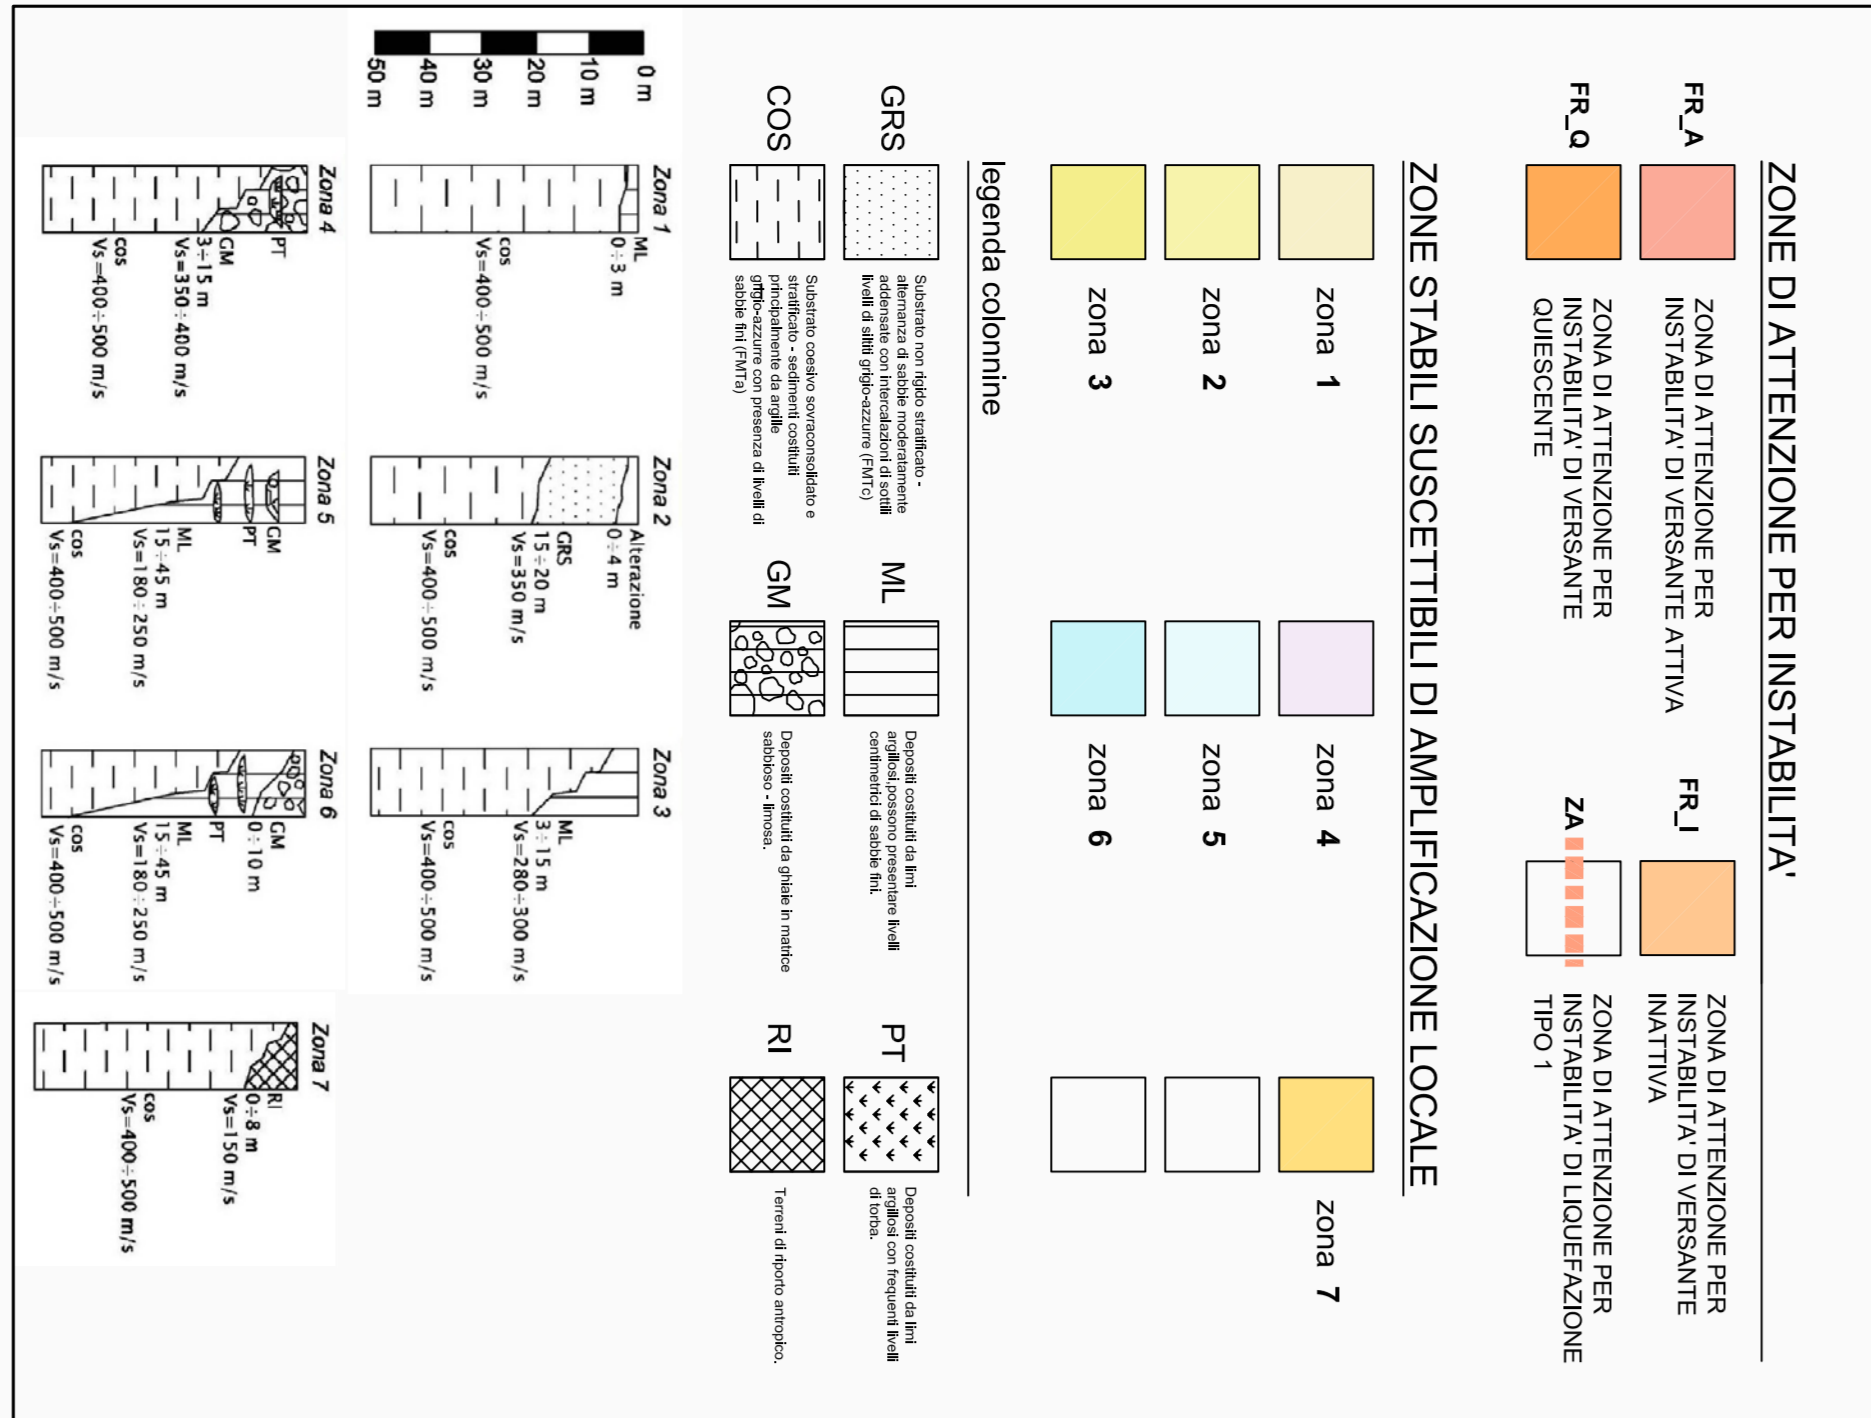 ZONE DI ATTENZIONE PER INSTABILITA'
FR_A
ZONA DI ATTENZIONE PER
INSTABILITA' DI VERSANTE ATTIVA
FR_I
ZONA DI ATTENZIONE PER
INSTABILITA' DI VERSANTE
INATTIVA
FR_Q
ZONA DI ATTENZIONE PER
INSTABILITA' DI VERSANTE
QUIESCENTE
ZA
ZONA DI ATTENZIONE PER
INSTABILITA' DI LIQUEFAZIONE
TIPO 1
ZONE STABILI SUSCETTIBILI DI AMPLIFICAZIONE LOCALE
zona 1
zona 4
zona 7
zona 2
zona 5
zona 3
zona 6
legenda colonnine
GRS
Substrato non rigido stratificato -
alternanza di sabbie moderatamente
addensate con intercalazioni di sottili
livelli di siltiti grigio-azzurre (FMTc)
ML
Depositi costituiti da limi
argillosi,possono presentare livelli
centimetrici di sabbie fini.
PT
Depositi costituiti da limi
argillosi con frequenti livelli
di torba.
COS
Substrato coesivo sovraconsolidato e
stratificato - sedimenti costituiti
principalmente da argille
grigio-azzurre con presenza di livelli di
sabbie fini (FMTa)
GM
Depositi costituiti da ghiaie in matrice
sabbioso - limosa.
RI
Terreni di riporto antropico.
0 m
10 m
20 m
30 m
40 m
50 m
Zona 1
ML
0÷3 m
cos
Vs=400÷500 m/s
Zona 2
Alterazione
0÷4 m
GRS
15÷20 m
Vs=350 m/s
cos
Vs=400÷500 m/s
Zona 3
ML
3÷15 m
Vs=280÷300 m/s
cos
Vs=400÷500 m/s
Zona 4
PT
GM
3÷15 m
Vs=350÷400 m/s
cos
Vs=400÷500 m/s
Zona 5
GM
PT
ML
15÷45 m
Vs=180÷250 m/s
cos
Vs=400÷500 m/s
Zona 6
GM
0÷10 m
PT
ML
15÷45 m
Vs=180÷250 m/s
cos
Vs=400÷500 m/s
Zona 7
RI
0÷8 m
Vs=150 m/s
cos
Vs=400÷500 m/s